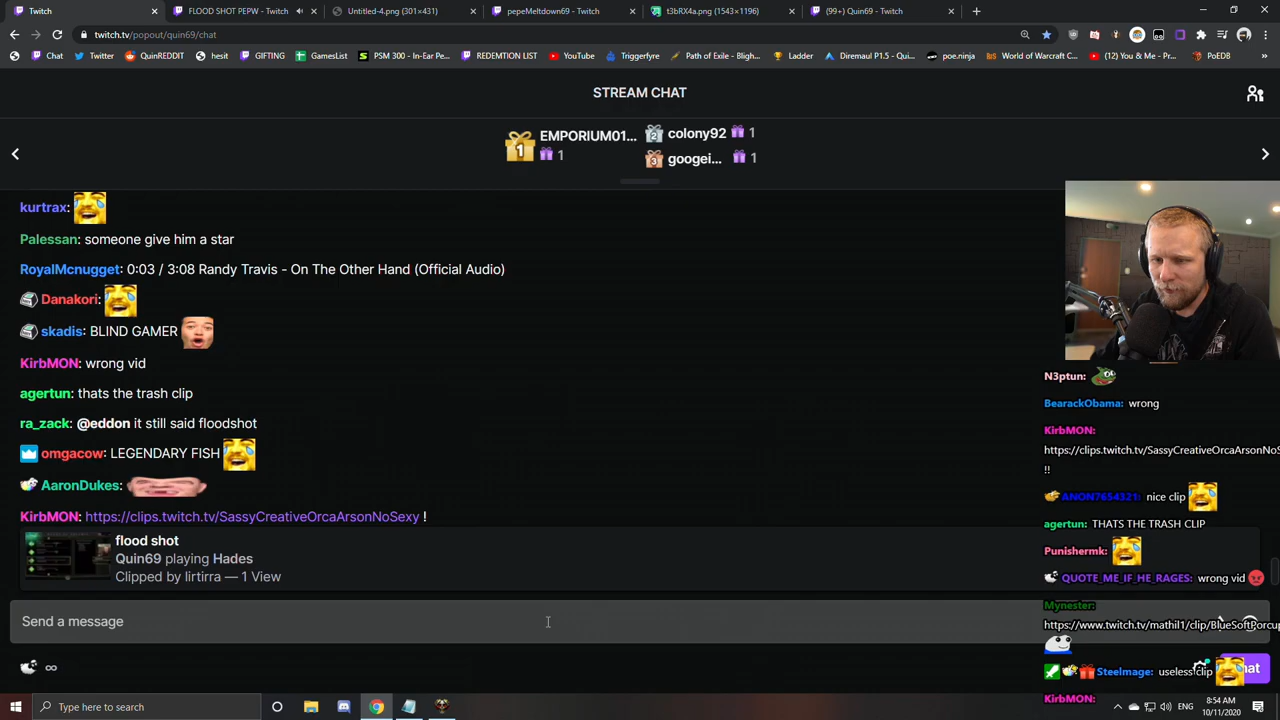 Twitch
FLOOD SHOT PEPW - Twitch
Untitled-4.png (301×431)
pepeMeltdown69 - Twitch
t3bRX4a.png (1543×1196)
(99+) Quin69 - Twitch
twitch.tv/popout/quin69/chat
Chat
Twitter
QuinREDDIT
hesit
GIFTING
GamesList
PSM 300 - In-Ear Pe...
REDEMTION LIST
YouTube
Triggerfyre
Path of Exile - Bligh...
Ladder
Diremaul P1.5 - Qui...
poe.ninja
World of Warcraft C...
(12) You & Me - Pr...
PoEDB
STREAM CHAT
1 EMPORIUM01... 1
2 colony92 1
3 googei... 1
kurtrax:
Palessan: someone give him a star
RoyalMcnugget: 0:03 / 3:08 Randy Travis - On The Other Hand (Official Audio)
Danakori:
skadis: BLIND GAMER
KirbMON: wrong vid
agertun: thats the trash clip
ra_zack: @eddon it still said floodshot
omgacow: LEGENDARY FISH
AaronDukes:
KirbMON: https://clips.twitch.tv/SassyCreativeOrcaArsonNoSexy !
flood shot
Quin69 playing Hades
Clipped by lirtirra — 1 View
Send a message
N3ptun:
BearackObama: wrong
KirbMON:
https://clips.twitch.tv/SassyCreativeOrcaArsonNoS
!!
ANON7654321: nice clip
agertun: THATS THE TRASH CLIP
Punishermk:
QUOTE_ME_IF_HE_RAGES: wrong vid
Mynester:
https://www.twitch.tv/mathil1/clip/BlueSoftPorcup
SteelMage: useless clip
KirbMON:
Type here to search
ENG
8:54 AM
10/11/2020